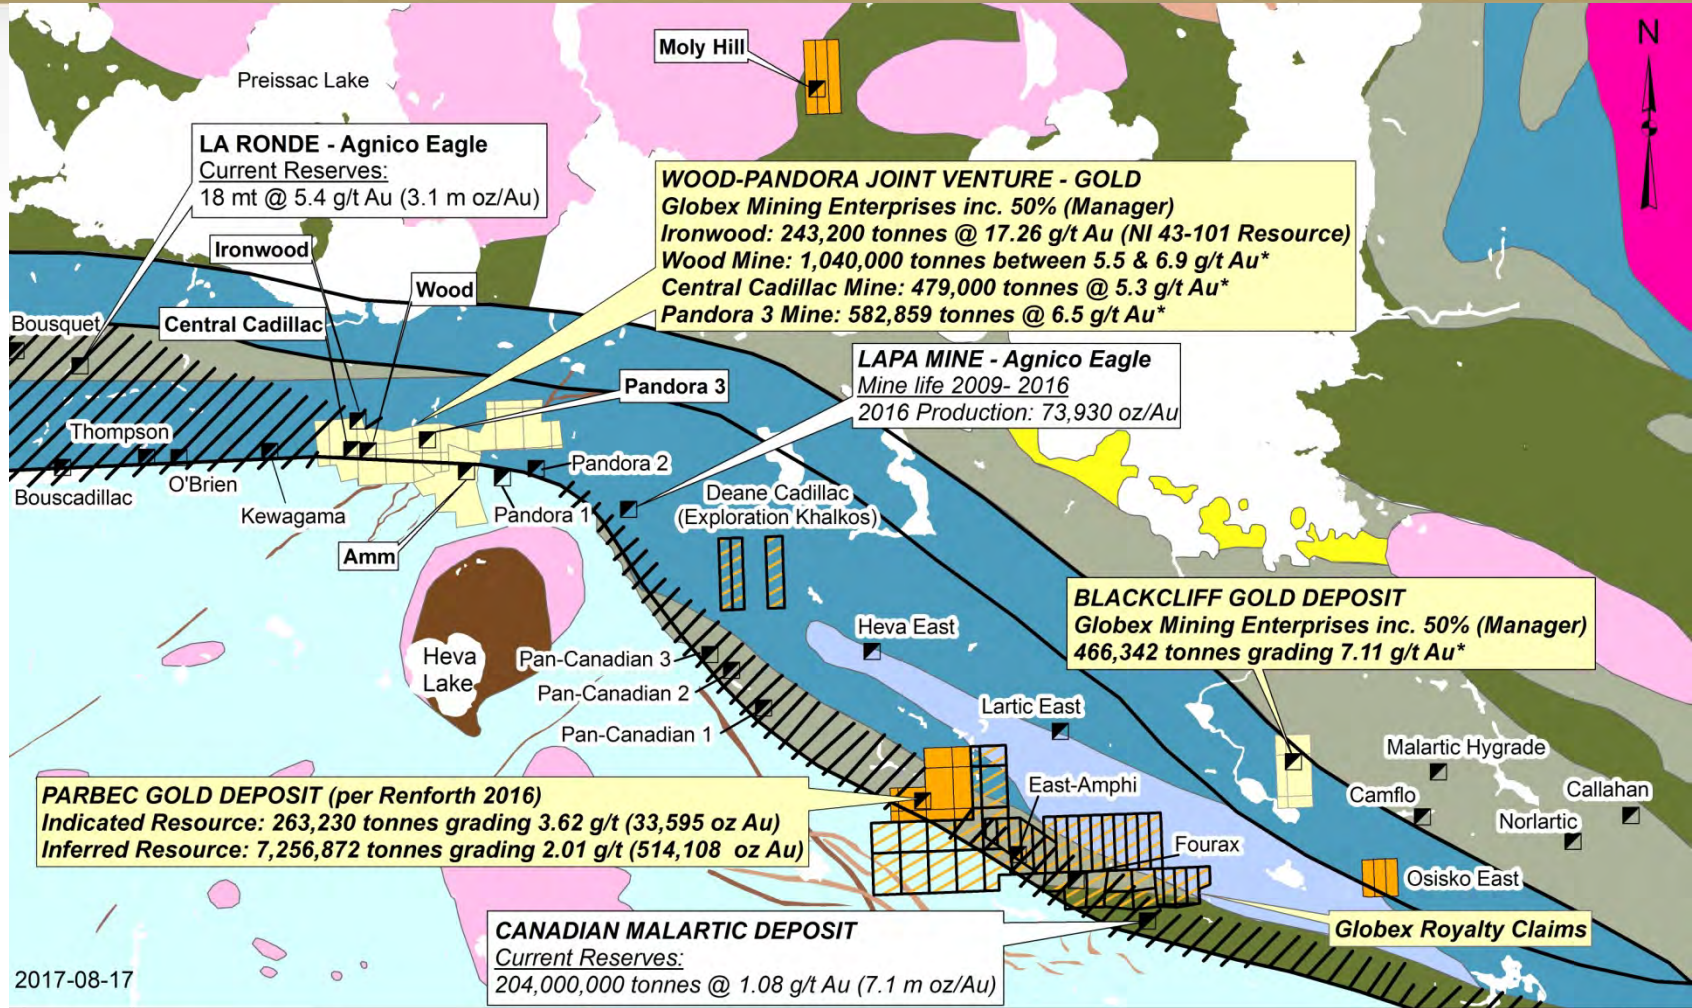 N
Moly Hill
Preissac Lake
LA RONDE - Agnico Eagle
Current Reserves:
18 mt @ 5.4 g/t Au (3.1 m oz/Au)
WOOD-PANDORA JOINT VENTURE - GOLD
Globex Mining Enterprises inc. 50% (Manager)
Ironwood: 243,200 tonnes @ 17.26 g/t Au (NI 43-101 Resource)
Wood Mine: 1,040,000 tonnes between 5.5 & 6.9 g/t Au*
Central Cadillac Mine: 479,000 tonnes @ 5.3 g/t Au*
Pandora 3 Mine: 582,859 tonnes @ 6.5 g/t Au*
Ironwood
Wood
Bousquet
Central Cadillac
LAPA MINE - Agnico Eagle
Mine life 2009- 2016
2016 Production: 73,930 oz/Au
Pandora 3
Thompson
Bouscadillac
O'Brien
Kewagama
Pandora 2
Pandora 1
Amm
Deane Cadillac
(Exploration Khalkos)
BLACKCLIFF GOLD DEPOSIT
Globex Mining Enterprises inc. 50% (Manager)
466,342 tonnes grading 7.11 g/t Au*
Heva East
Heva
Lake
Pan-Canadian 3
Pan-Canadian 2
Pan-Canadian 1
Lartic East
Malartic Hygrade
Camflo
Callahan
Norlartic
East-Amphi
Fourax
Osisko East
PARBEC GOLD DEPOSIT (per Renforth 2016)
Indicated Resource: 263,230 tonnes grading 3.62 g/t (33,595 oz Au)
Inferred Resource: 7,256,872 tonnes grading 2.01 g/t (514,108 oz Au)
Globex Royalty Claims
CANADIAN MALARTIC DEPOSIT
Current Reserves:
204,000,000 tonnes @ 1.08 g/t Au (7.1 m oz/Au)
2017-08-17